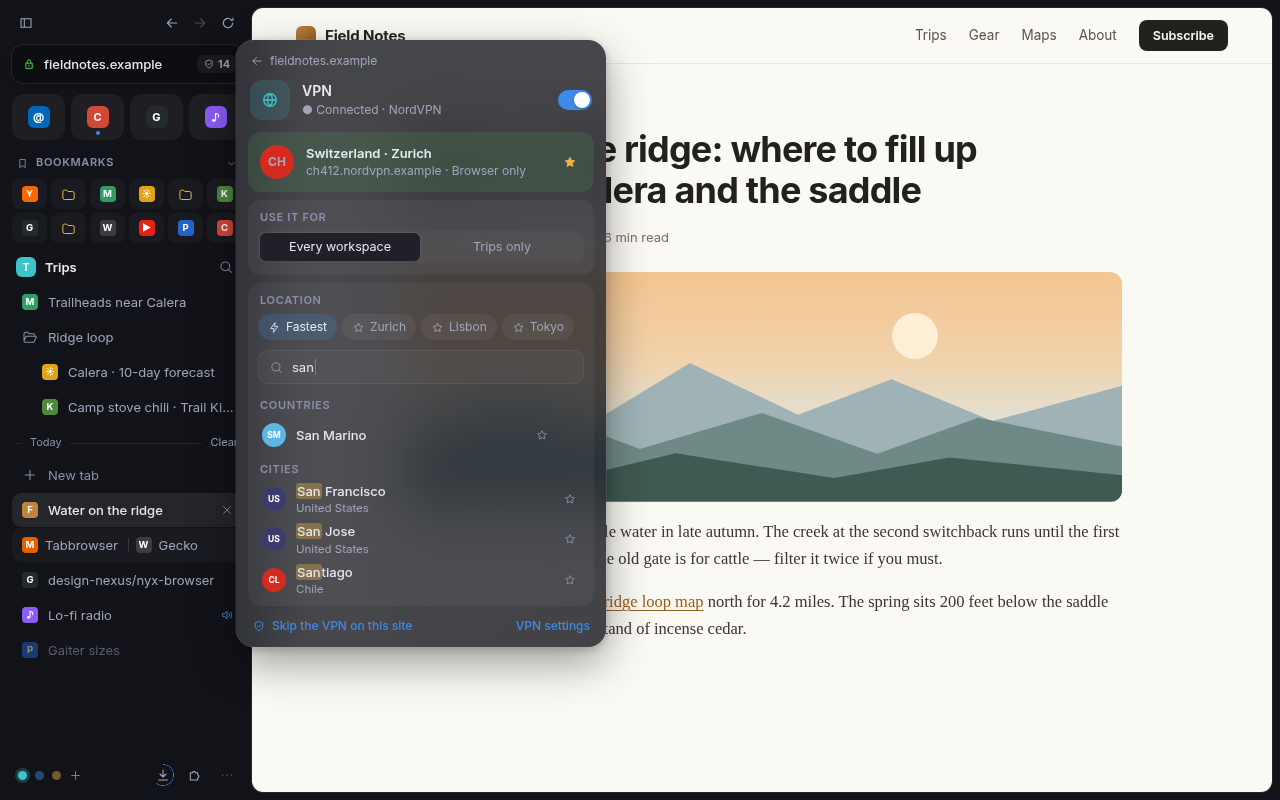 fieldnotes.example
14
@
C
G
BOOKMARKS
Y
M
K
G
W
P
C
T
Trips
M
Trailheads near Calera
Ridge loop
Calera · 10-day forecast
K
Camp stove chili · Trail Ki...
Today
Clear
New tab
F
Water on the ridge
M
Tabbrowser
W
Gecko
G
design-nexus/nyx-browser
Lo-fi radio
P
Gaiter sizes
fieldnotes.example
VPN
Connected · NordVPN
CH
Switzerland · Zurich
ch412.nordvpn.example · Browser only
USE IT FOR
Every workspace
Trips only
LOCATION
Fastest
Zurich
Lisbon
Tokyo
san
COUNTRIES
SM
San Marino
CITIES
US
San Francisco
United States
US
San Jose
United States
CL
Santiago
Chile
Skip the VPN on this site
VPN settings
Field Notes
Trips
Gear
Maps
About
Subscribe
ridge: where to fill up
and the saddle
6 min read
water in late autumn. The creek at the second switchback runs until the first
old gate is for cattle — filter it twice if you must.
ridge loop map north for 4.2 miles. The spring sits 200 feet below the saddle
of incense cedar.